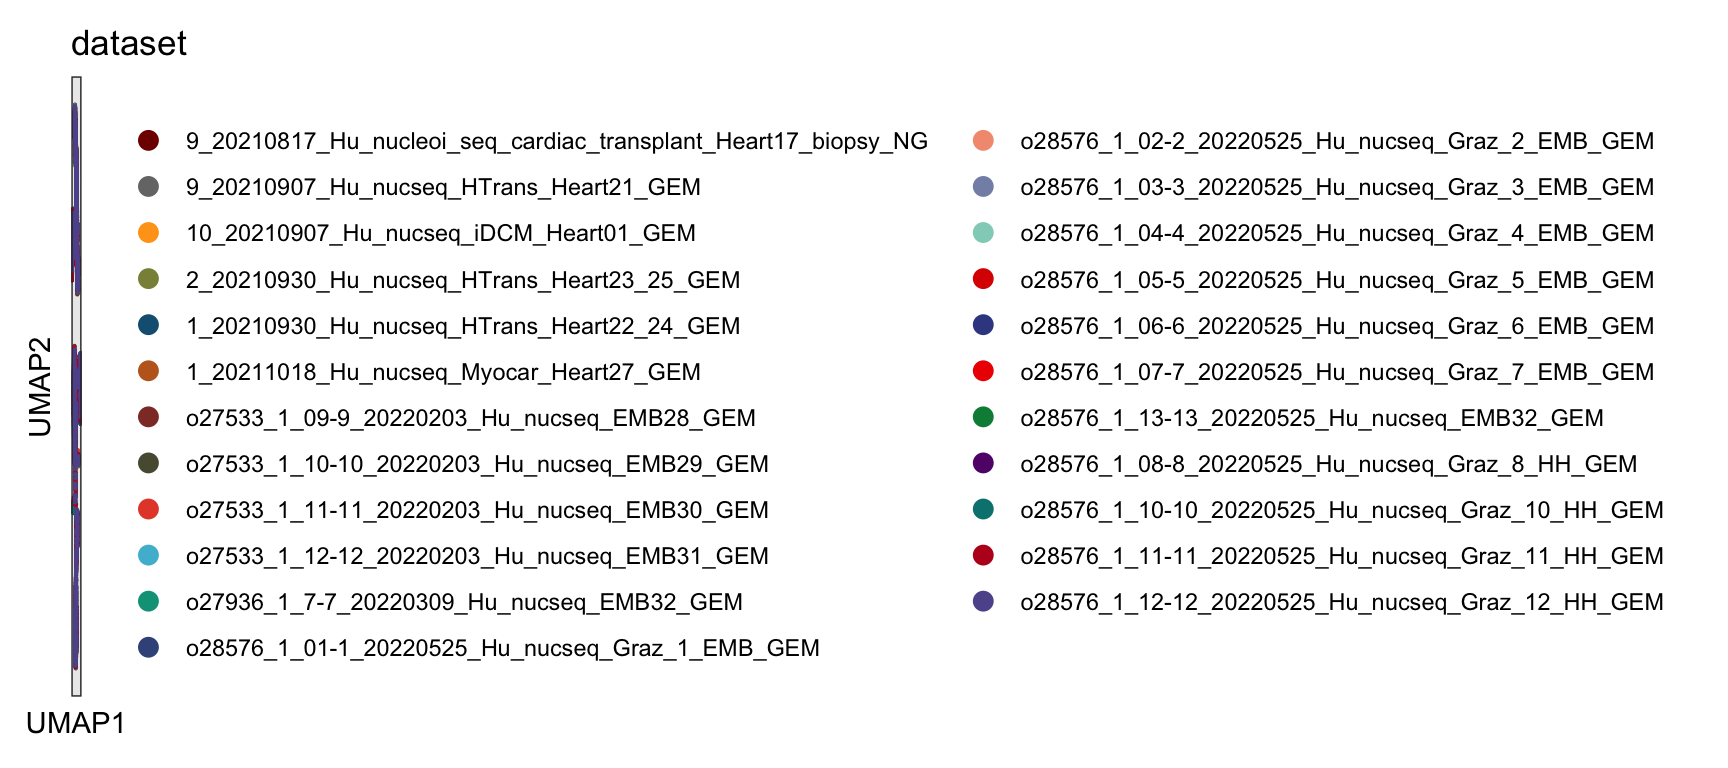 dataset
UMAP2
UMAP1
9_20210817_Hu_nucleoi_seq_cardiac_transplant_Heart17_biopsy_NG
9_20210907_Hu_nucseq_HTrans_Heart21_GEM
10_20210907_Hu_nucseq_iDCM_Heart01_GEM
2_20210930_Hu_nucseq_HTrans_Heart23_25_GEM
1_20210930_Hu_nucseq_HTrans_Heart22_24_GEM
1_20211018_Hu_nucseq_Myocar_Heart27_GEM
o27533_1_09-9_20220203_Hu_nucseq_EMB28_GEM
o27533_1_10-10_20220203_Hu_nucseq_EMB29_GEM
o27533_1_11-11_20220203_Hu_nucseq_EMB30_GEM
o27533_1_12-12_20220203_Hu_nucseq_EMB31_GEM
o27936_1_7-7_20220309_Hu_nucseq_EMB32_GEM
o28576_1_01-1_20220525_Hu_nucseq_Graz_1_EMB_GEM
o28576_1_02-2_20220525_Hu_nucseq_Graz_2_EMB_GEM
o28576_1_03-3_20220525_Hu_nucseq_Graz_3_EMB_GEM
o28576_1_04-4_20220525_Hu_nucseq_Graz_4_EMB_GEM
o28576_1_05-5_20220525_Hu_nucseq_Graz_5_EMB_GEM
o28576_1_06-6_20220525_Hu_nucseq_Graz_6_EMB_GEM
o28576_1_07-7_20220525_Hu_nucseq_Graz_7_EMB_GEM
o28576_1_13-13_20220525_Hu_nucseq_EMB32_GEM
o28576_1_08-8_20220525_Hu_nucseq_Graz_8_HH_GEM
o28576_1_10-10_20220525_Hu_nucseq_Graz_10_HH_GEM
o28576_1_11-11_20220525_Hu_nucseq_Graz_11_HH_GEM
o28576_1_12-12_20220525_Hu_nucseq_Graz_12_HH_GEM